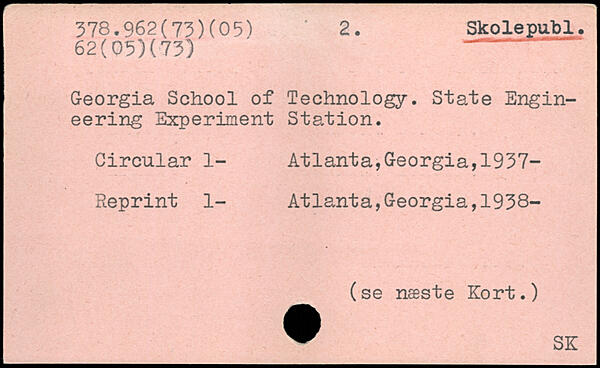 378.962(73)(05) 2. Skolepubl.
62(05)(73)
Georgia School of Technology. State Engin-
eering Experiment Station.
Circular 1- Atlanta,Georgia,1937-
Reprint 1- Atlanta,Georgia,1938-
(se næste Kort.)
SK